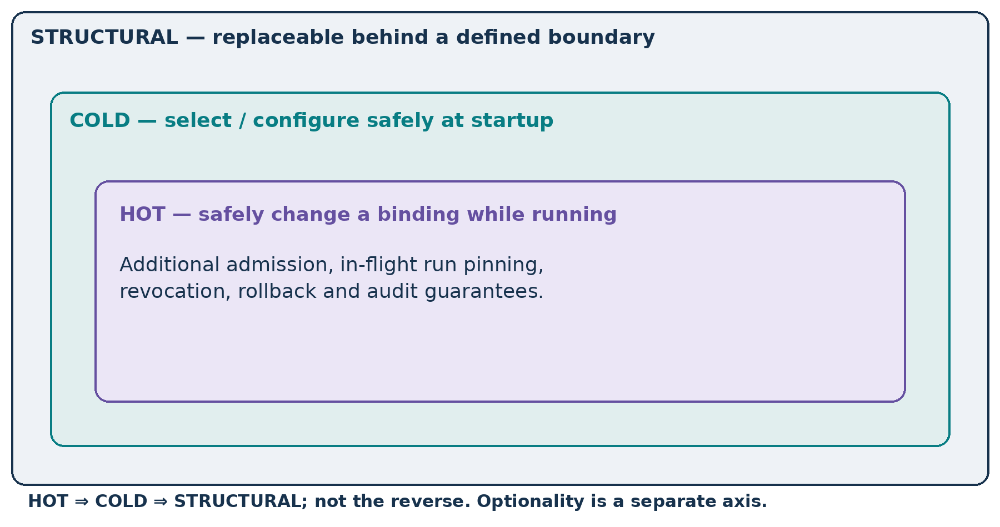 STRUCTURAL — replaceable behind a defined boundary
COLD — select / configure safely at startup
HOT — safely change a binding while running
Additional admission, in-flight run pinning,
revocation, rollback and audit guarantees.
HOT ⇒ COLD ⇒ STRUCTURAL; not the reverse. Optionality is a separate axis.